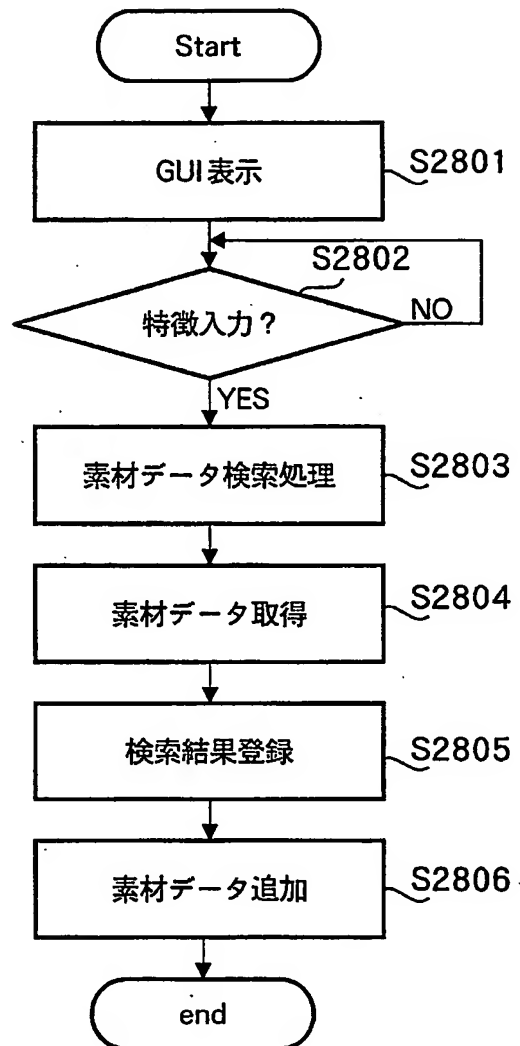 Start
GUI表示
S2801
S2802
特徴入力？
NO
YES
素材データ検索処理
S2803
素材データ取得
S2804
検索結果登録
S2805
素材データ追加
S2806
end